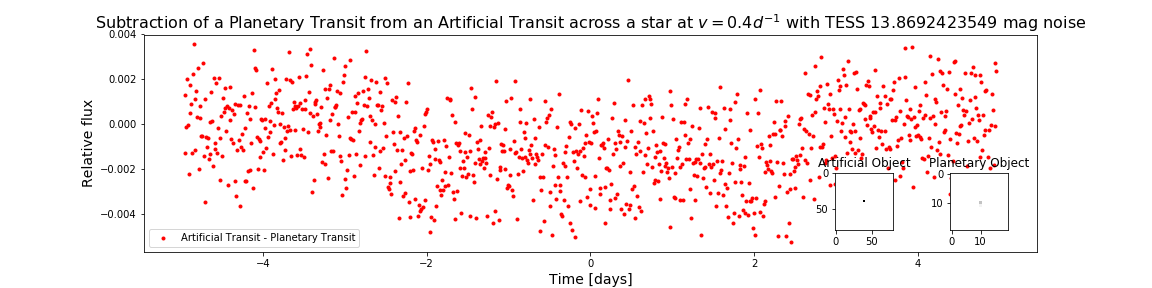 Subtraction of a Planetary Transit from an Artificial Transit across a star at v = 0.4d⁻¹ with TESS 13.8692423549 mag noise
Relative flux
0.004
0.002
0.000
−0.002
−0.004
Artificial Transit - Planetary Transit
Artificial Object
0
50
0 50
Planetary Object
0
10
0 10
−4 −2 0 2 4
Time [days]